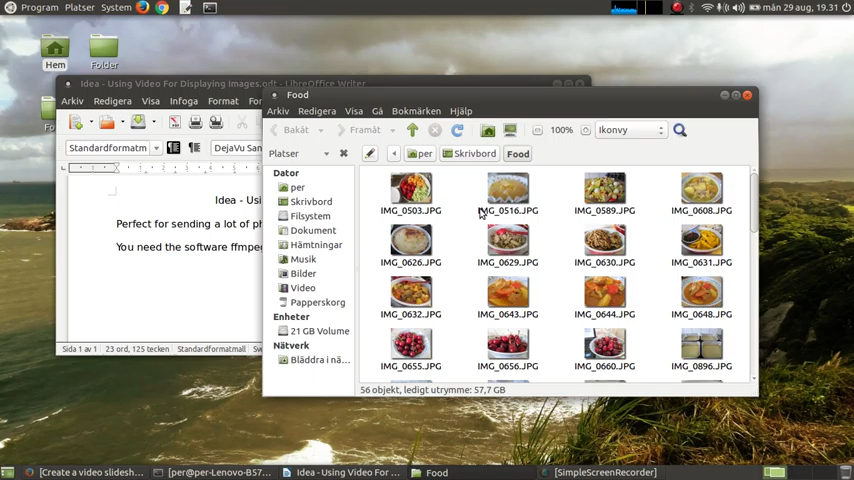 Program Platser System mån 29 aug, 19.31
Hem
Folder
Idea - Using Video For Displaying Images.odt - LibreOffice Writer
Arkiv Redigera Visa Infoga Format
Standardformatm DejaVu San
Idea - Usi
Perfect for sending a lot of ph
You need the software ffmpeg
Sida 1 av 1 23 ord, 125 tecken Standardformatmall
Food
Arkiv Redigera Visa Gå Bokmärken Hjälp
Bakåt Framåt 100% Ikonvy
Platser per Skrivbord Food
Dator
per
Skrivbord
Filsystem
Dokument
Hämtningar
Musik
Bilder
Video
Papperskorg
Enheter
21 GB Volume
Nätverk
Bläddra i nä...
IMG_0503.JPG IMG_0516.JPG IMG_0589.JPG IMG_0608.JPG
IMG_0626.JPG IMG_0629.JPG IMG_0630.JPG IMG_0631.JPG
IMG_0632.JPG IMG_0643.JPG IMG_0644.JPG IMG_0648.JPG
IMG_0655.JPG IMG_0656.JPG IMG_0660.JPG IMG_0896.JPG
56 objekt, ledigt utrymme: 57,7 GB
[Create a video slidesh... [per@per-Lenovo-B57... Idea - Using Video For ... Food [SimpleScreenRecorder]